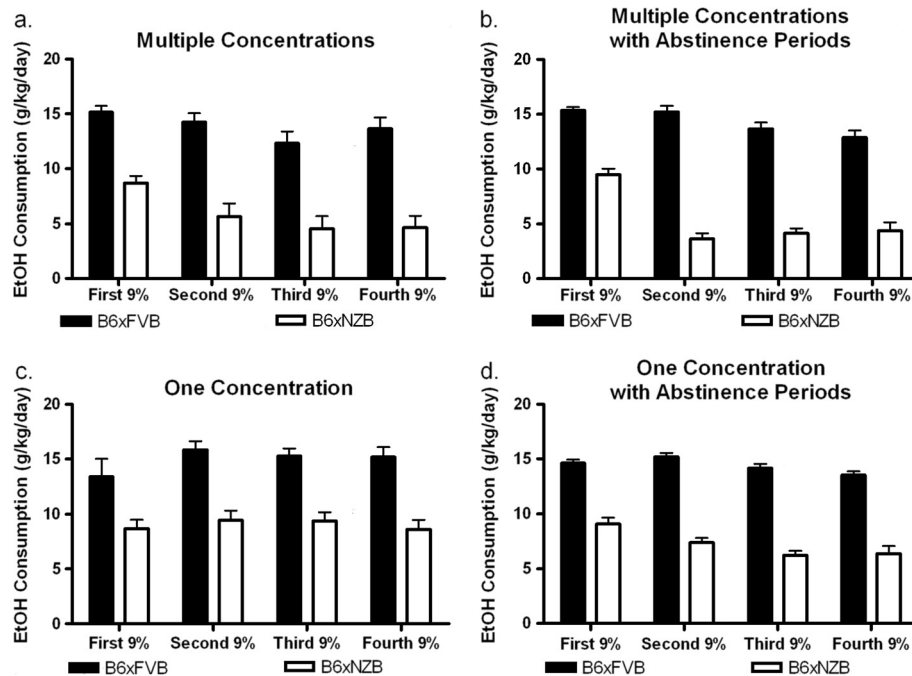 a.
Multiple Concentrations
EtOH Consumption (g/kg/day)
20
15
10
5
0
First 9% Second 9% Third 9% Fourth 9%
B6xFVB B6xNZB
b.
Multiple Concentrations
with Abstinence Periods
EtOH Consumption (g/kg/day)
20
15
10
5
0
First 9% Second 9% Third 9% Fourth 9%
B6xFVB B6xNZB
c.
One Concentration
EtOH Consumption (g/kg/day)
20
15
10
5
0
First 9% Second 9% Third 9% Fourth 9%
B6xFVB B6xNZB
d.
One Concentration
with Abstinence Periods
EtOH Consumption (g/kg/day)
20
15
10
5
0
First 9% Second 9% Third 9% Fourth 9%
B6xFVB B6xNZB